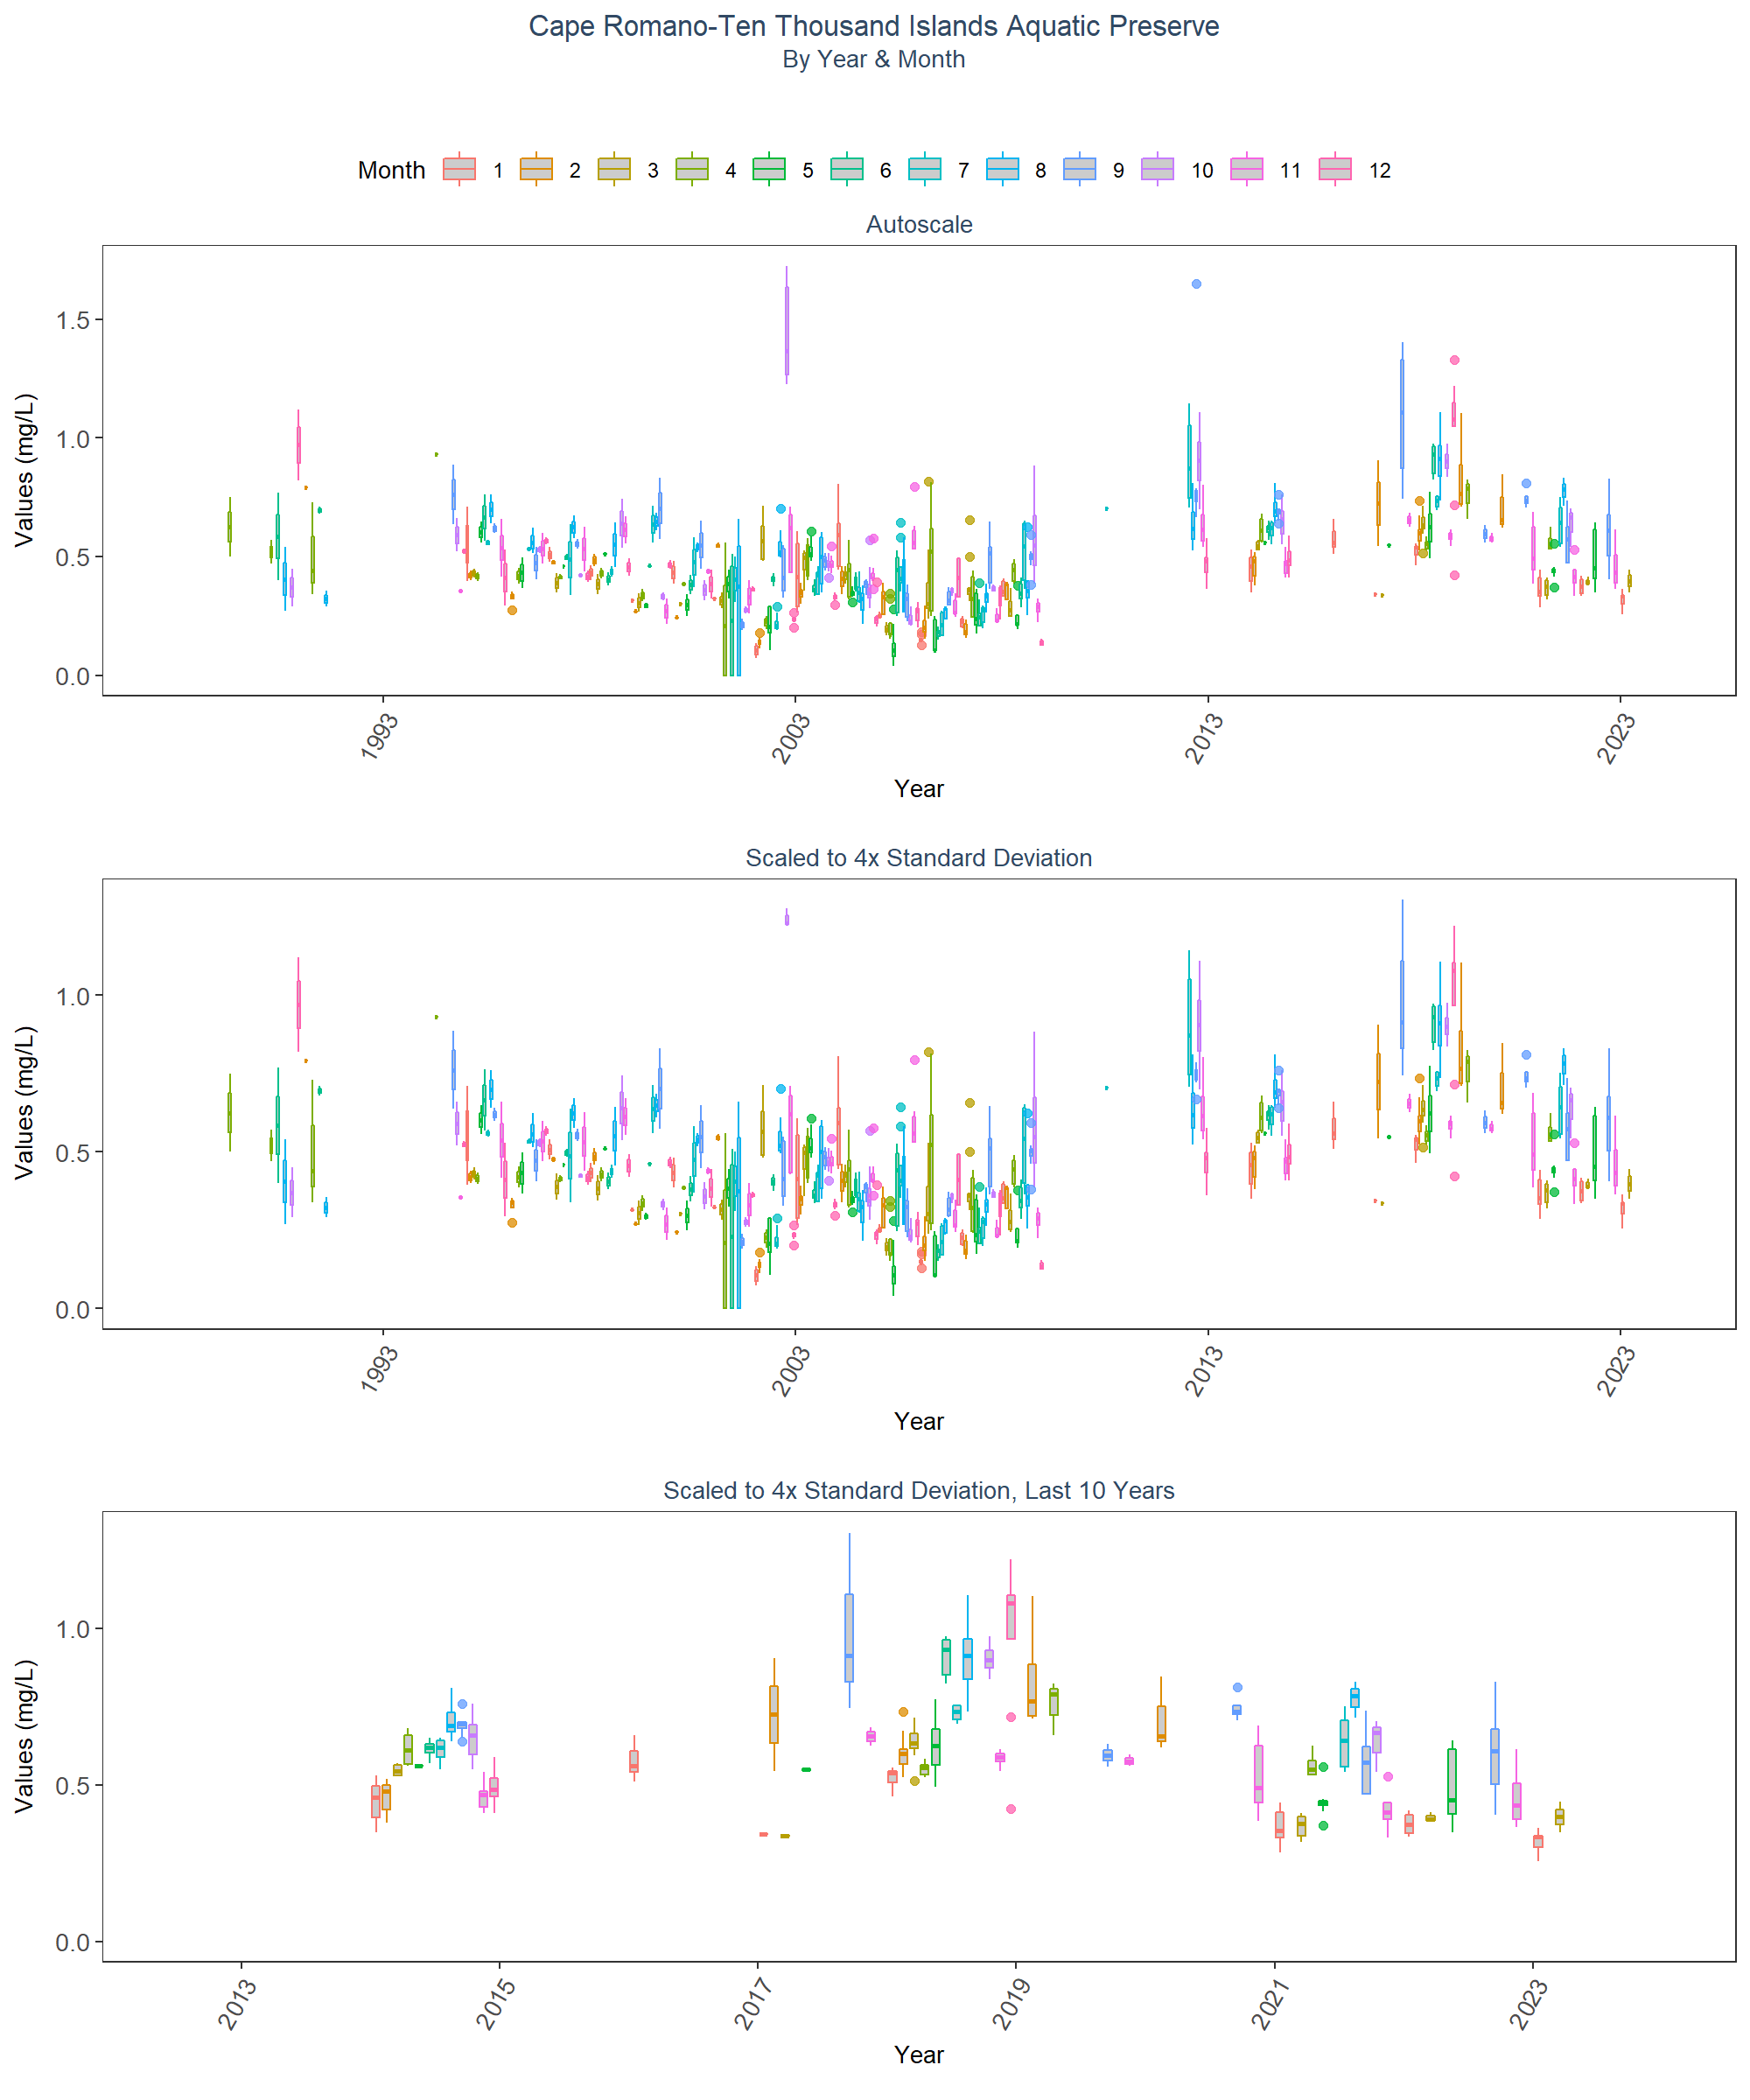 Cape Romano-Ten Thousand Islands Aquatic Preserve
By Year & Month
Month 1 2 3 4 5 6 7 8 9 10 11 12
Autoscale
Values (mg/L)
1.5
1.0
0.5
0.0
1993 2003 2013 2023
Year
Scaled to 4x Standard Deviation
Values (mg/L)
1.0
0.5
0.0
1993 2003 2013 2023
Year
Scaled to 4x Standard Deviation, Last 10 Years
Values (mg/L)
1.0
0.5
0.0
2013 2015 2017 2019 2021 2023
Year